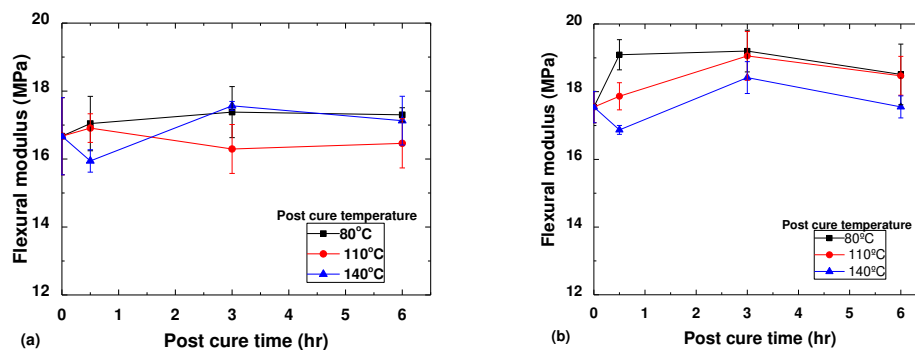 20
18
16
14
12
Flexural modulus (MPa)
Post cure temperature
80°C
110°C
140°C
0 1 2 3 4 5 6
Post cure time (hr)
(a)
20
18
16
14
12
Flexural modulus (MPa)
Post cure temperature
80ºC
110ºC
140ºC
0 1 2 3 4 5 6
Post cure time (hr)
(b)